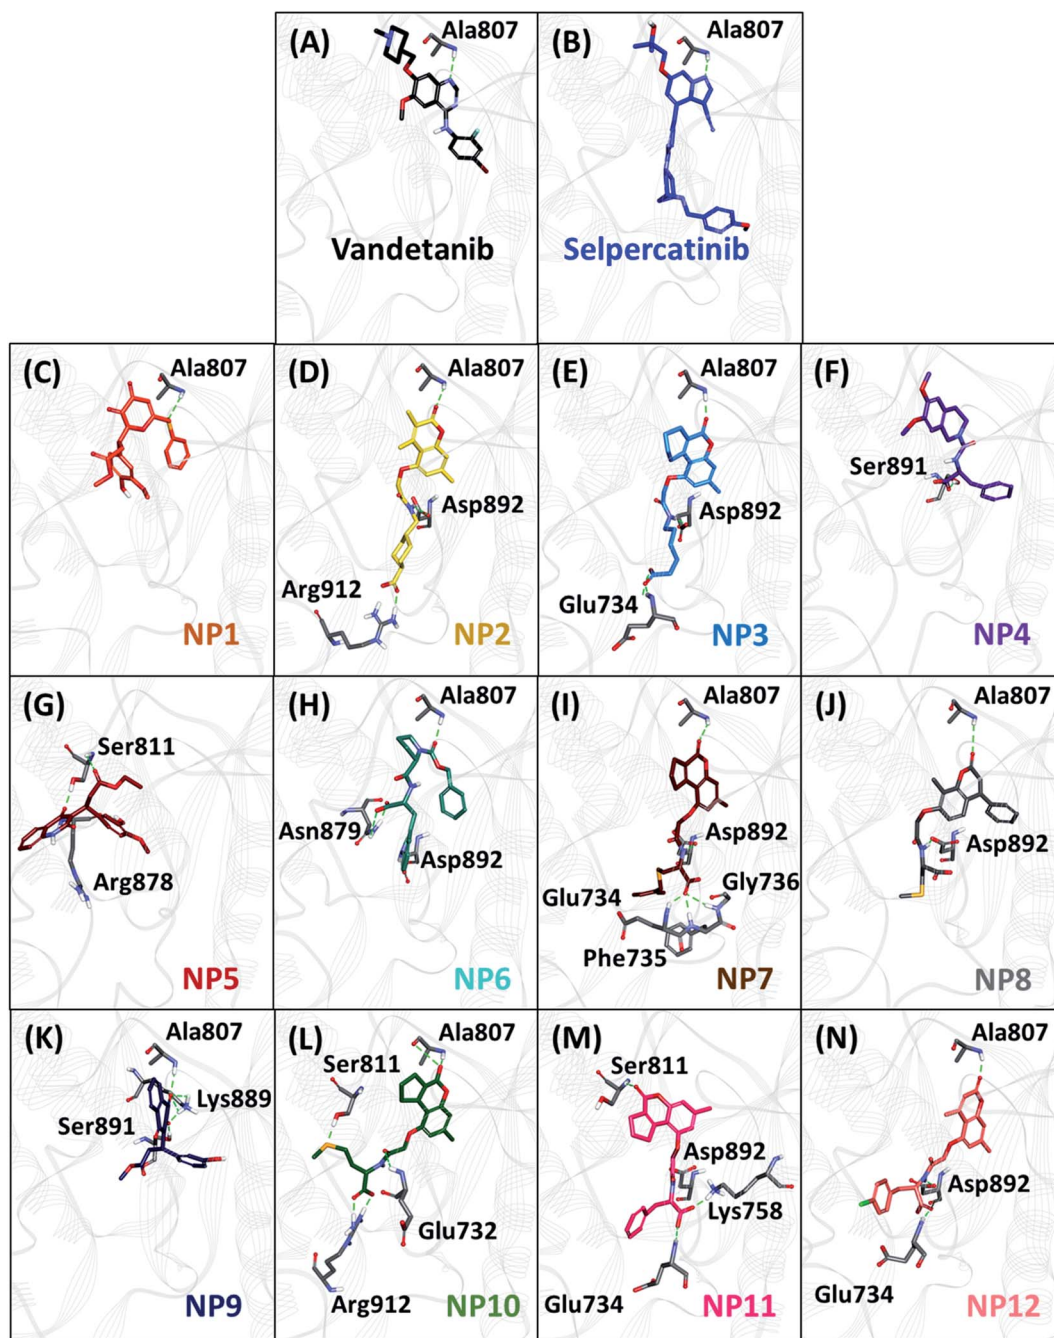 (A)
Ala807
Vandetanib
(B)
Ala807
Selpercatinib
(C)
Ala807
NP1
(D)
Ala807
Asp892
Arg912
NP2
(E)
Ala807
Asp892
Glu734
NP3
(F)
Ser891
NP4
(G)
Ser811
Arg878
NP5
(H)
Ala807
Asn879
Asp892
NP6
(I)
Ala807
Asp892
Glu734
Gly736
Phe735
NP7
(J)
Ala807
Asp892
NP8
(K)
Ala807
Lys889
Ser891
NP9
(L)
Ala807
Ser811
Glu732
Arg912
NP10
(M)
Ser811
Asp892
Lys758
Glu734
NP11
(N)
Ala807
Asp892
Glu734
NP12